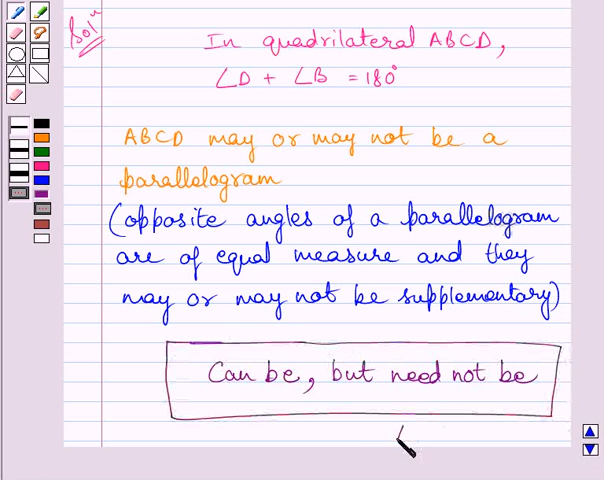 Solⁿ
In quadrilateral ABCD,
∠D + ∠B = 180°
ABCD may or may not be a
parallelogram
(opposite angles of a parallelogram
are of equal measure and they
may or may not be supplementary)
Can be, but need not be